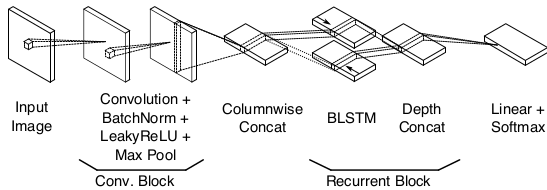 Input
Image
Convolution +
BatchNorm +
LeakyReLU +
Max Pool
Columnwise
Concat
BLSTM
Depth
Concat
Linear +
Softmax
Conv. Block
Recurrent Block